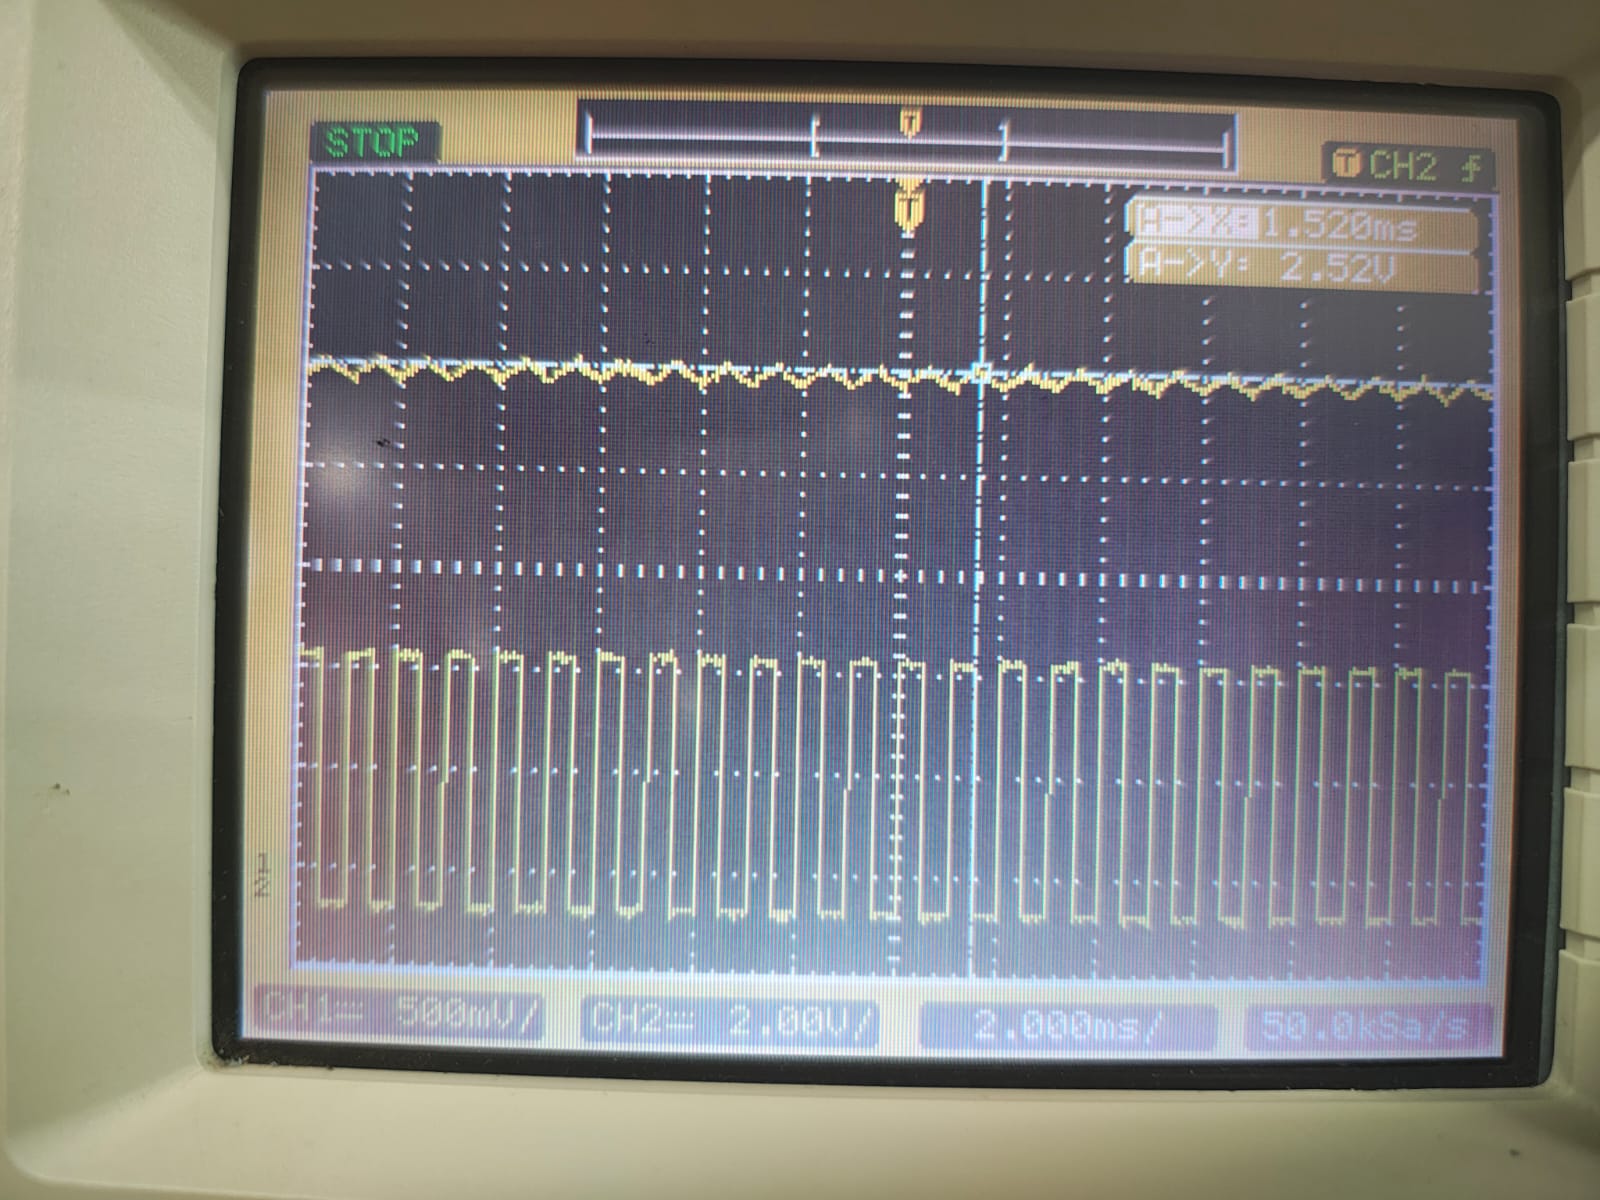 STOP
T
T CH2
T
A->X: 1.520ms
A->Y: 2.52V
CH1 500mV/
CH2 2.00V/
2.000ms/
50.0kSa/s